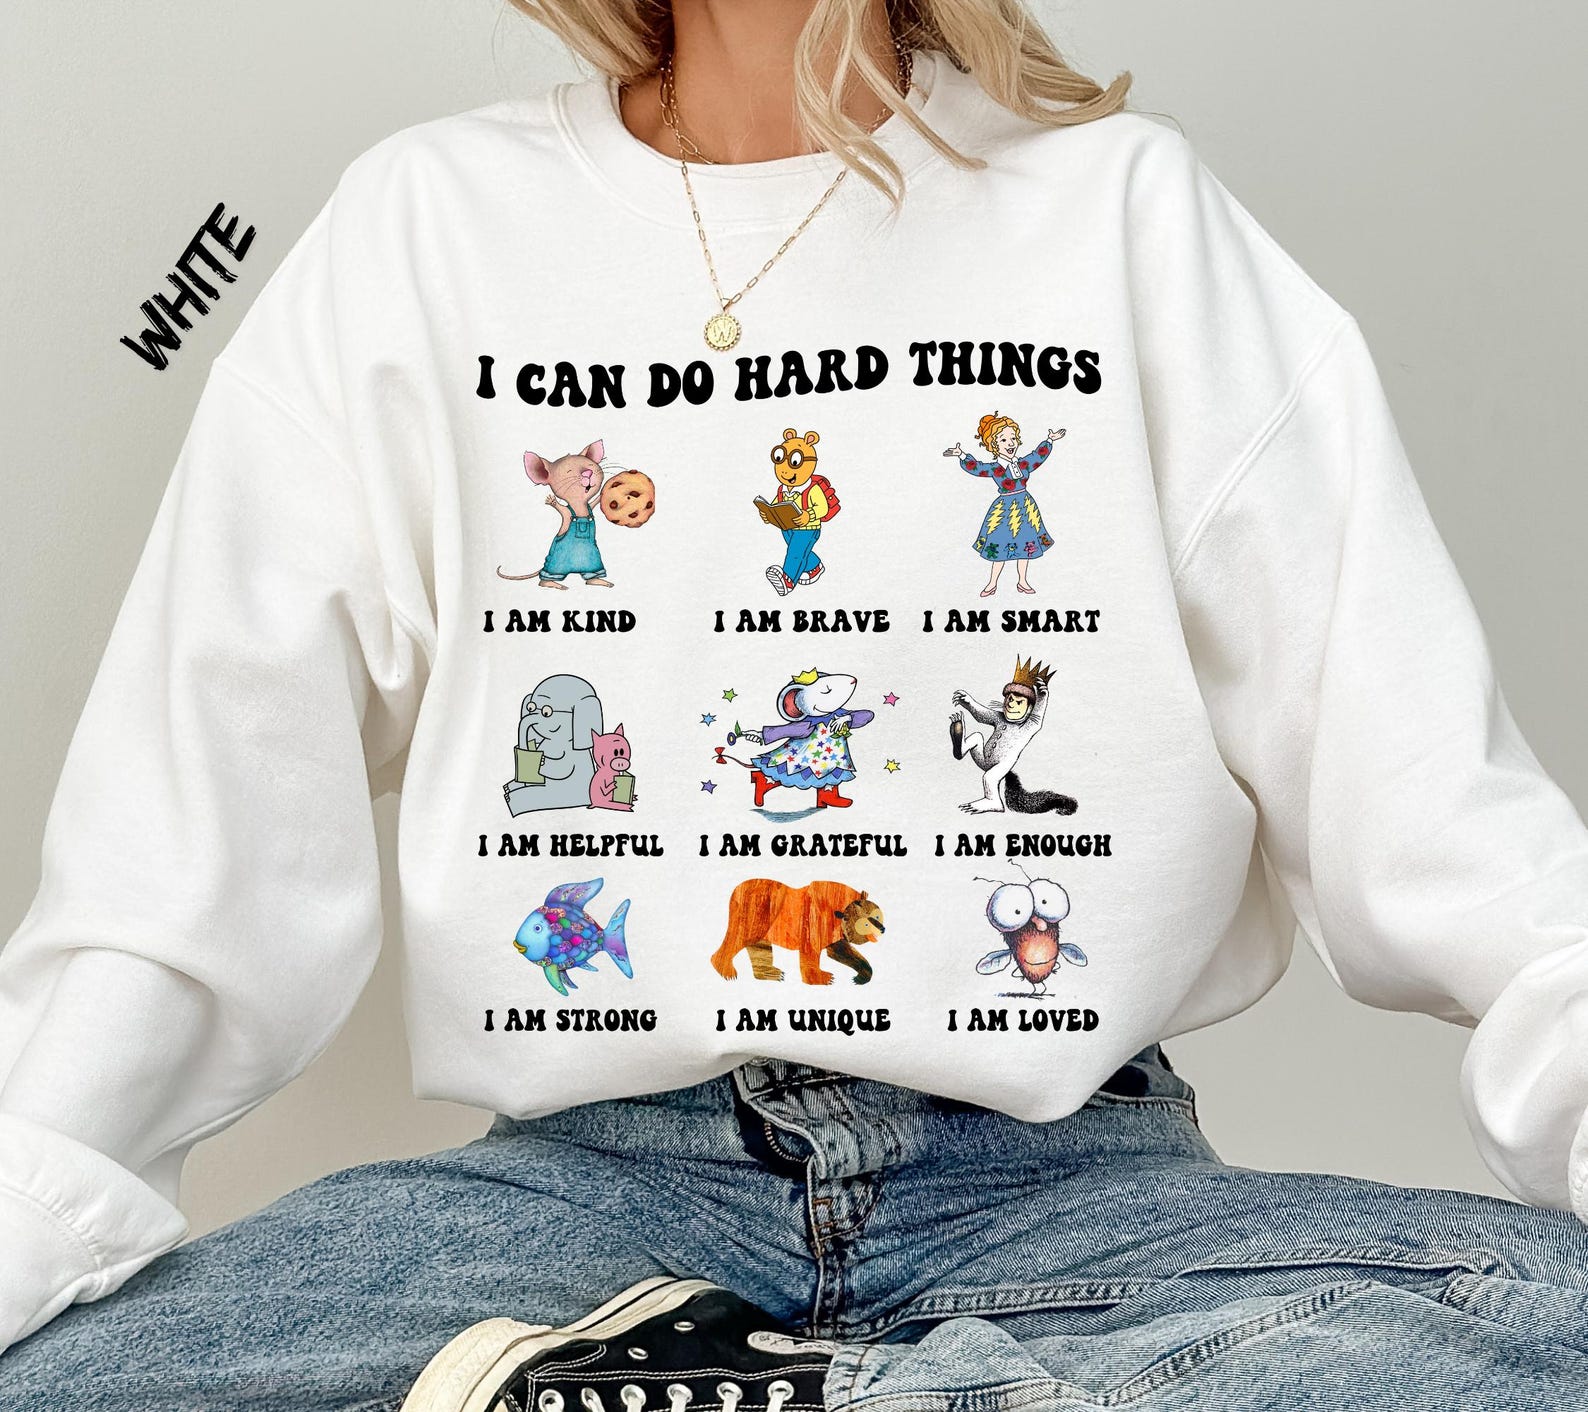 WHITE
W
I CAN DO HARD THINGS
I AM KIND
I AM BRAVE
I AM SMART
I AM HELPFUL
I AM GRATEFUL
I AM ENOUGH
I AM STRONG
I AM UNIQUE
I AM LOVED